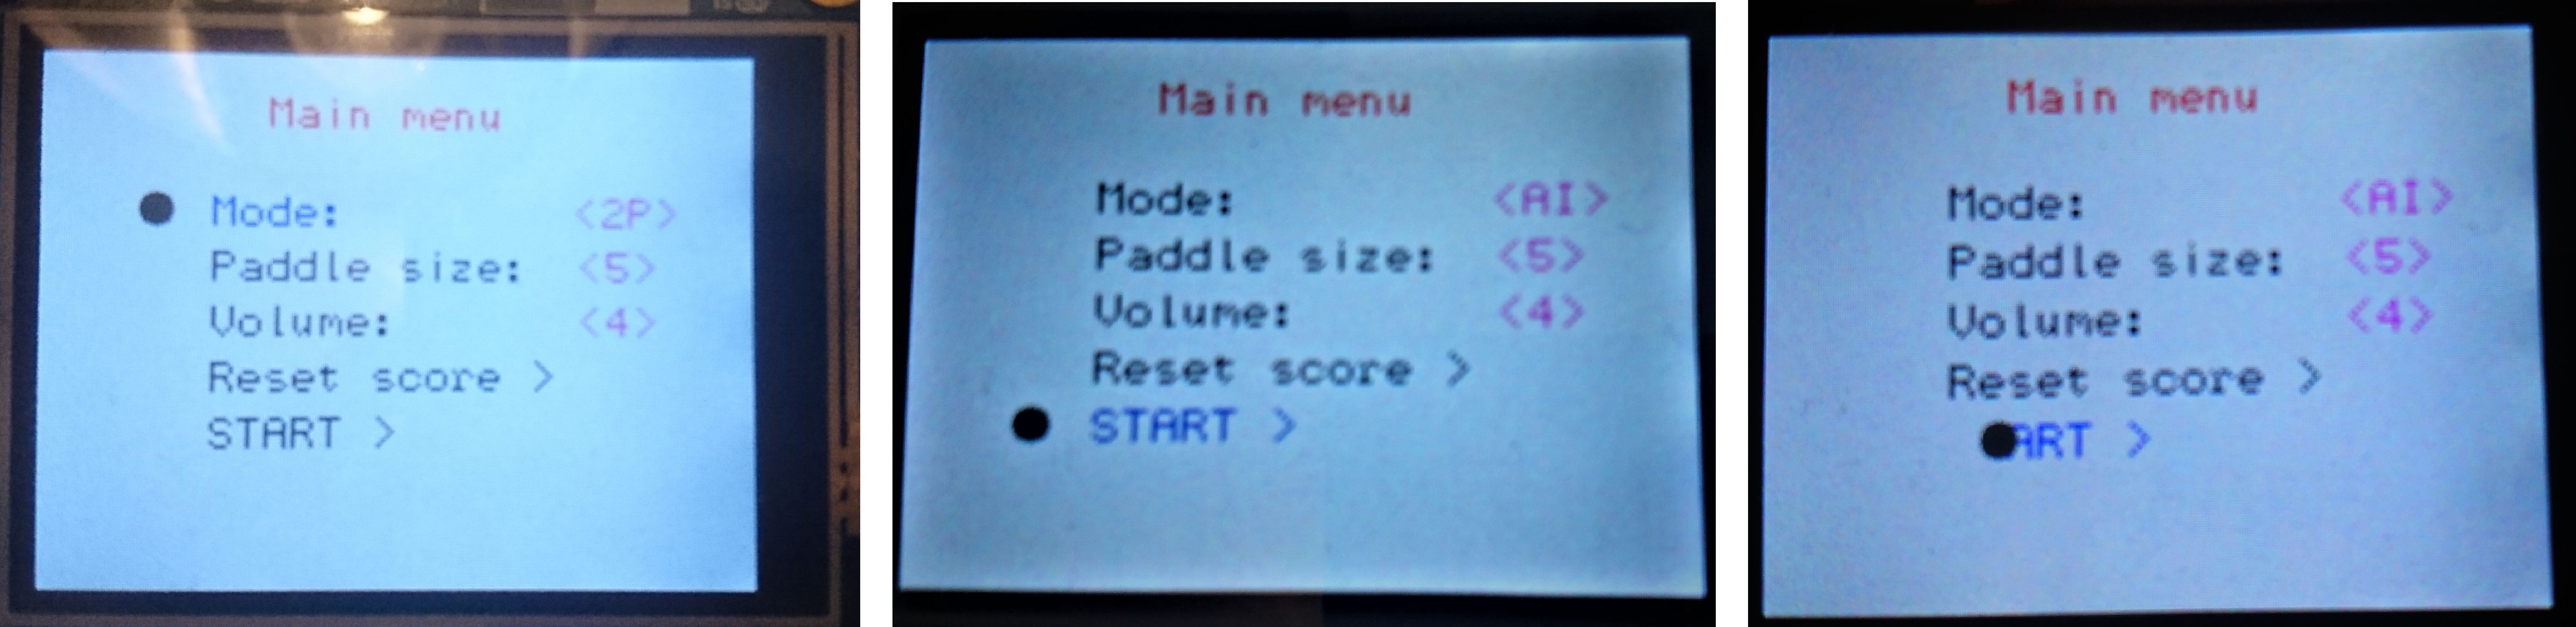 Main menu
Mode: <2P>
Paddle size: <5>
Volume: <4>
Reset score >
START >
Main menu
Mode: <AI>
Paddle size: <5>
Volume: <4>
Reset score >
START >
Main menu
Mode: <AI>
Paddle size: <5>
Volume: <4>
Reset score >
ART >